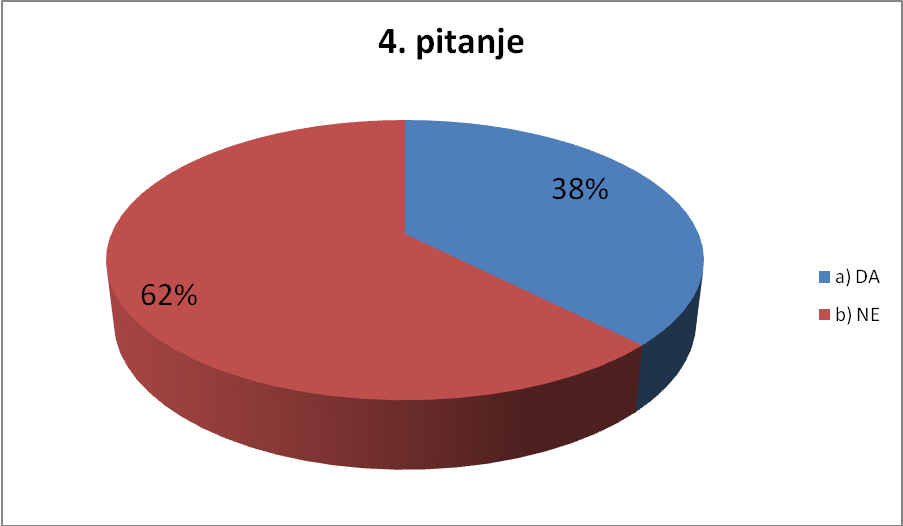 4. pitanje
38%
62%
a) DA
b) NE